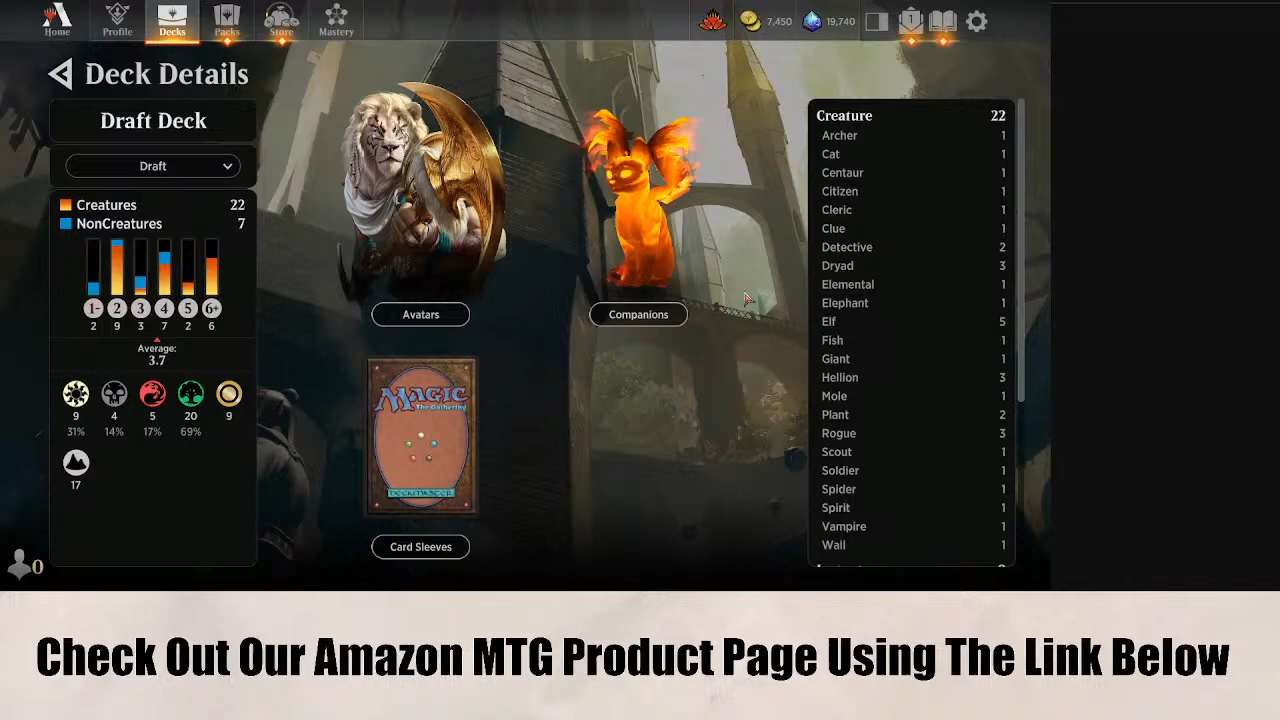 Home
Profile
Decks
Packs
Store
Mastery
7,450
19,740
1
Deck Details
Draft Deck
Draft
Creatures 22
NonCreatures 7
1- 2 3 4 5 6+
2 9 3 7 2 6
Average:
3.7
9 4 5 20 9
31% 14% 17% 69%
17
0
Avatars
Companions
MAGIC
The Gathering
DECKMASTER
Card Sleeves
Creature 22
Archer 1
Cat 1
Centaur 1
Citizen 1
Cleric 1
Clue 1
Detective 2
Dryad 3
Elemental 1
Elephant 1
Elf 5
Fish 1
Giant 1
Hellion 3
Mole 1
Plant 2
Rogue 3
Scout 1
Soldier 1
Spider 1
Spirit 1
Vampire 1
Wall 1
Check Out Our Amazon MTG Product Page Using The Link Below